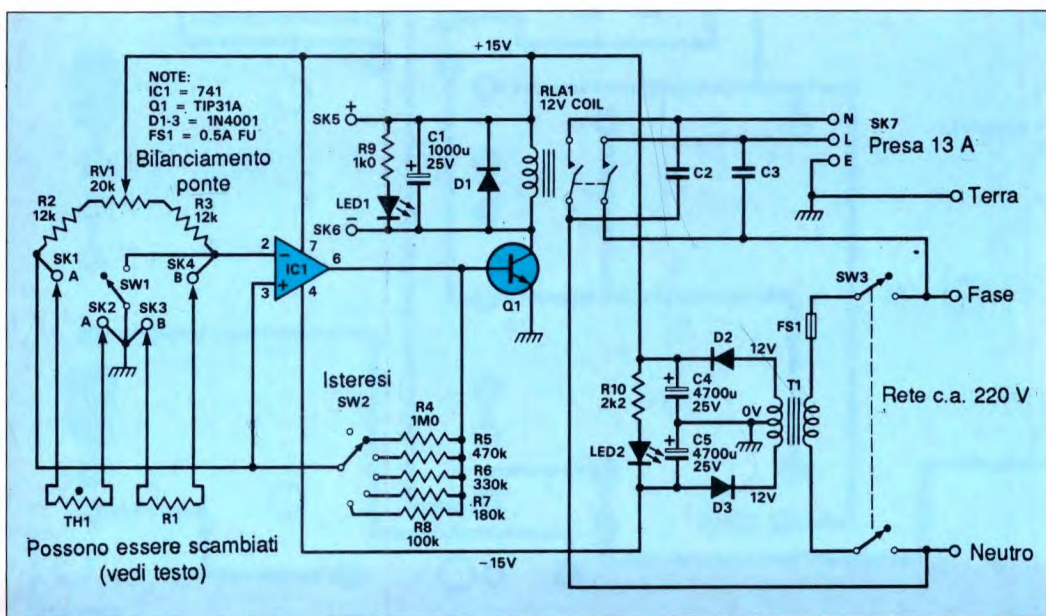 +15V
NOTE:
IC1 = 741
Q1 = TIP31A
D1-3 = 1N4001
FS1 = 0.5A FU
Bilanciamento
ponte
RV1
20k
R2
12k
R3
12k
SK1
A
SK4
B
SW1
SK2
A
SK3
B
TH1
R1
Possono essere scambiati
(vedi testo)
2
3
7
4
6
IC1
Isteresi
SW2
R4
1M0
R5
470k
R6
330k
R7
180k
R8
100k
−15V
SK5
+
R9
1k0
LED1
C1
1000u
25V
+
D1
SK6
−
Q1
RLA1
12V COIL
C2
C3
N
L
E
SK7
Presa 13 A
Terra
Fase
SW3
FS1
Rete c.a. 220 V
Neutro
T1
12V
0V
12V
D2
D3
R10
2k2
LED2
C4
4700u
25V
+
C5
4700u
25V
+